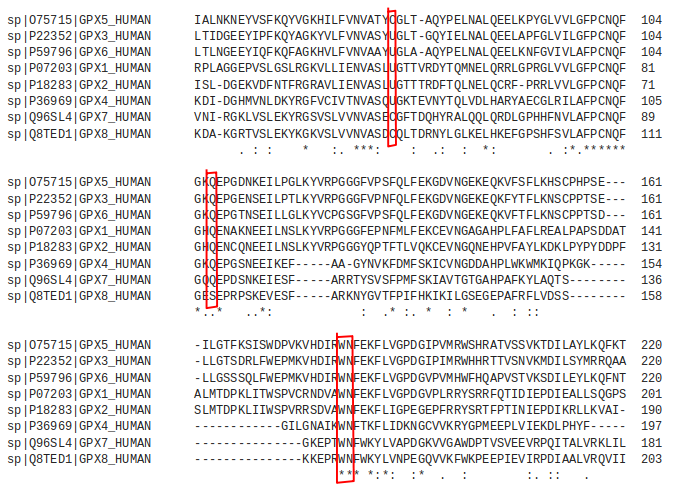 sp|O75715|GPX5_HUMAN      IALNKNEYVSFKQYVGKHILFVNVATYCGLT-AQYPELNALQEELKPYGLVVLGFPCNQF  104
sp|P22352|GPX3_HUMAN      LTIDGEEYIPFKQYAGKYVLFVNVASYUGLT-GQYIELNALQEELAPFGLVILGFPCNQF  104
sp|P59796|GPX6_HUMAN      LTLNGEEYIQFKQFAGKHVLFVNVAAYUGLA-AQYPELNALQEELKNFGVIVLAFPCNQF  104
sp|P07203|GPX1_HUMAN      RPLAGGEPVSLGSLRGKVLLIENVASLUGTTVRDYTQMNELQRRLGPRGLVVLGFPCNQF  81
sp|P18283|GPX2_HUMAN      ISL-DGEKVDFNTFRGRAVLIENVASLUGTTTRDFTQLNELQCRF-PRRLVVLGFPCNQF  71
sp|P36969|GPX4_HUMAN      KDI-DGHMVNLDKYRGFVCIVTNVASQUGKTEVNYTQLVDLHARYAECGLRILAFPCNQF  105
sp|Q96SL4|GPX7_HUMAN      VNI-RGKLVSLEKYRGSVSLVVNVASECGFTDQHYRALQQLQRDLGPHHFNVLAFPCNQF  89
sp|Q8TED1|GPX8_HUMAN      KDA-KGRTVSLEKYKGKVSLVVNVASDCQLTDRNYLGLKELHKEFGPSHFSVLAFPCNQF  111
                                . : :    *   :. ***:     :  .:  :  *:       . :*.******
sp|O75715|GPX5_HUMAN      GKQEPGDNKEILPGLKYVRPGGGFVPSFQLFEKGDVNGEKEQKVFSFLKHSCPHPSE---  161
sp|P22352|GPX3_HUMAN      GKQEPGENSEILPTLKYVRPGGGFVPNFQLFEKGDVNGEKEQKFYTFLKNSCPPTSE---  161
sp|P59796|GPX6_HUMAN      GKQEPGTNSEILLGLKYVCPGSGFVPSFQLFEKGDVNGEKEQKVFTFLKNSCPPTSD---  161
sp|P07203|GPX1_HUMAN      GHQENAKNEEILNSLKYVRPGGGFEPNFMLFEKCEVNGAGAHPLFAFLREALPAPSDDAT  141
sp|P18283|GPX2_HUMAN      GHQENCQNEEILNSLKYVRPGGGYQPTFTLVQKCEVNGQNEHPVFAYLKDKLPYPYDDPF  131
sp|P36969|GPX4_HUMAN      GKQEPGSNEEIKEF-----AA-GYNVKFDMFSKICVNGDDAHPLWKWMKIQPKGK-----  154
sp|Q96SL4|GPX7_HUMAN      GQQEPDSNKEIESF-----ARRTYSVSFPMFSKIAVTGTGAHPAFKYLAQTS--------  136
sp|Q8TED1|GPX8_HUMAN      GESEPRPSKEVESF-----ARKNYGVTFPIFHKIKILGSEGEPAFRFLVDSS--------  158
                          *..*   ..*:            :  .* :. *  : *   .  : ::
sp|O75715|GPX5_HUMAN      -ILGTFKSISWDPVKVHDIRWNFEKFLVGPDGIPVMRWSHRATVSSVKTDILAYLKQFKT  220
sp|P22352|GPX3_HUMAN      -LLGTSDRLFWEPMKVHDIRWNFEKFLVGPDGIPIMRWHHRTTVSNVKMDILSYMRRQAA  220
sp|P59796|GPX6_HUMAN      -LLGSSSQLFWEPMKVHDIRWNFEKFLVGPDGVPVMHWFHQAPVSTVKSDILEYLKQFNT  220
sp|P07203|GPX1_HUMAN      ALMTDPKLITWSPVCRNDVAWNFEKFLVGPDGVPLRRYSRRFQTIDIEPDIEALLSQGPS  201
sp|P18283|GPX2_HUMAN      SLMTDPKLIIWSPVRRSDVAWNFEKFLIGPEGEPFRRYSRTFPTINIEPDIKRLLKVAI-  190
sp|P36969|GPX4_HUMAN      ------------GILGNAIKWNFTKFLIDKNGCVVKRYGPMEEPLVIEKDLPHYF-----  197
sp|Q96SL4|GPX7_HUMAN      ---------------GKEPTWNFWKYLVAPDGKVVGAWDPTVSVEEVRPQITALVRKLIL  181
sp|Q8TED1|GPX8_HUMAN      ---------------KKEPRWNFWKYLVNPEGQVVKFWKPEEPIEVIRPDIAALVRQVII  203
                                              *** *:*:  :*  .  :        :. ::   .